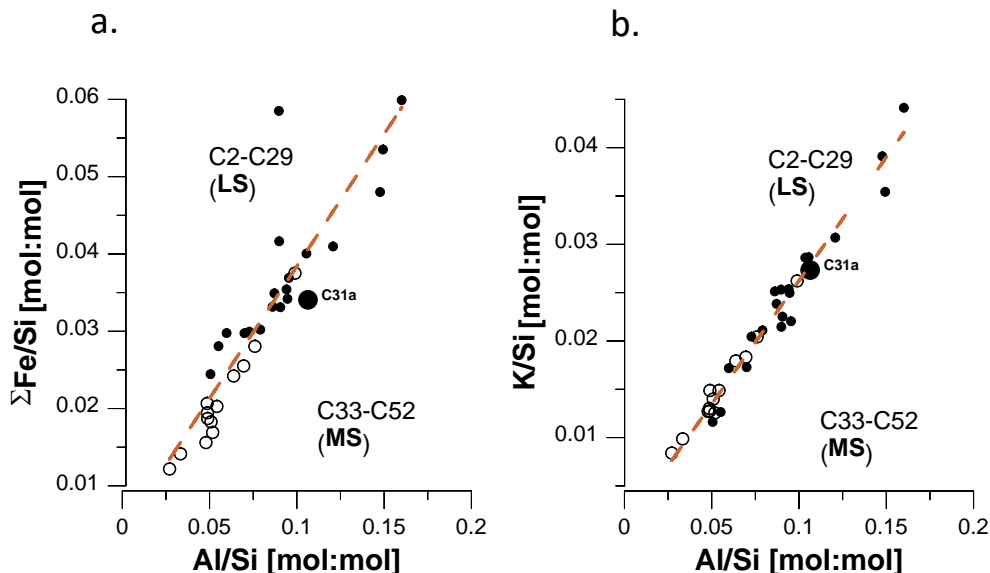 a.
0.06
0.05
0.04
0.03
0.02
0.01
ΣFe/Si [mol:mol]
C2-C29
(LS)
C31a
C33-C52
(MS)
0
0.05
0.1
0.15
0.2
Al/Si [mol:mol]
b.
0.04
0.03
0.02
0.01
K/Si [mol:mol]
C2-C29
(LS)
C31a
C33-C52
(MS)
0
0.05
0.1
0.15
0.2
Al/Si [mol:mol]